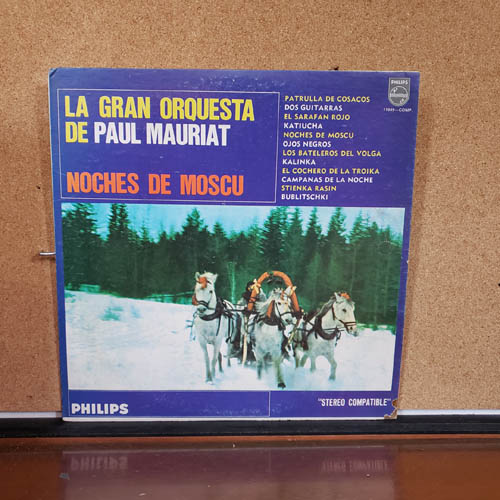 LA GRAN ORQUESTA
DE PAUL MAURIAT
NOCHES DE MOSCU
PATRULLA DE COSACOS
DOS GUITARRAS
EL SARAFAN ROJO
KATIUCHA
NOCHES DE MOSCU
OJOS NEGROS
LOS BATELEROS DEL VOLGA
KALINKA
EL COCHERO DE LA TROIKA
CAMPANAS DE LA NOCHE
STIENKA RASIN
BUBLITSCHKI
PHILIPS
PHILIPS
"STEREO COMPATIBLE"